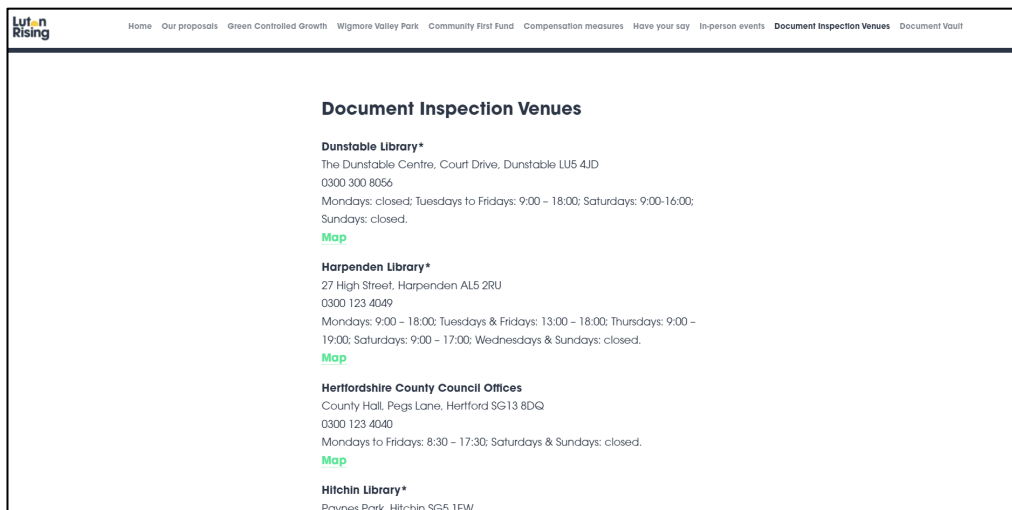 Luton
Rising
Home Our proposals Green Controlled Growth Wigmore Valley Park Community First Fund Compensation measures Have your say In-person events Document Inspection Venues Document Vault
Document Inspection Venues
Dunstable Library*
The Dunstable Centre, Court Drive, Dunstable LU5 4JD
0300 300 8056
Mondays: closed; Tuesdays to Fridays: 9:00 – 18:00; Saturdays: 9:00-16:00;
Sundays: closed.
Map
Harpenden Library*
27 High Street, Harpenden AL5 2RU
0300 123 4049
Mondays: 9:00 – 18:00; Tuesdays & Fridays: 13:00 – 18:00; Thursdays: 9:00 –
19:00; Saturdays: 9:00 – 17:00; Wednesdays & Sundays: closed.
Map
Hertfordshire County Council Offices
County Hall, Pegs Lane, Hertford SG13 8DQ
0300 123 4040
Mondays to Fridays: 8:30 – 17:30; Saturdays & Sundays: closed.
Map
Hitchin Library*
Paynes Park, Hitchin SG5 1EW